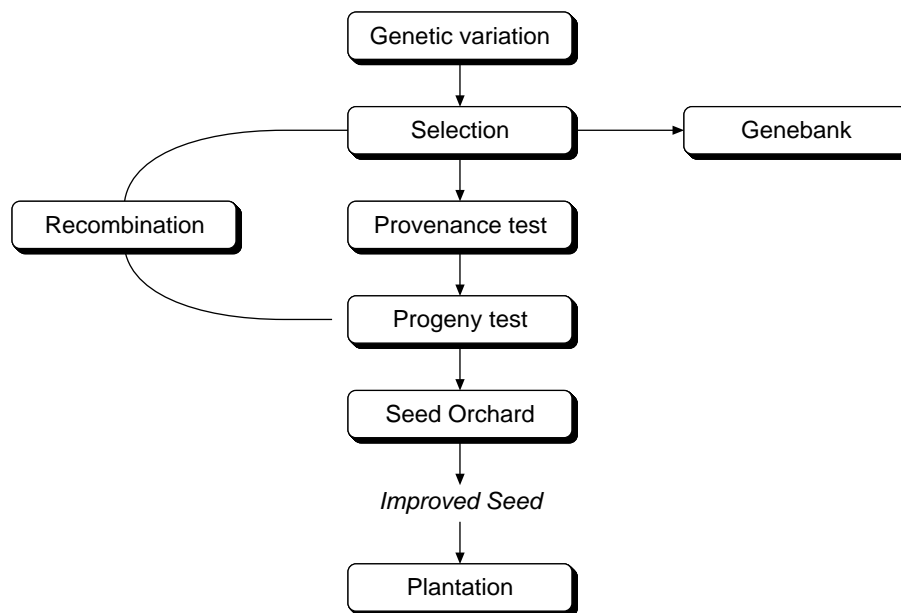 Genetic variation
Selection
Genebank
Recombination
Provenance test
Progeny test
Seed Orchard
Improved Seed
Plantation